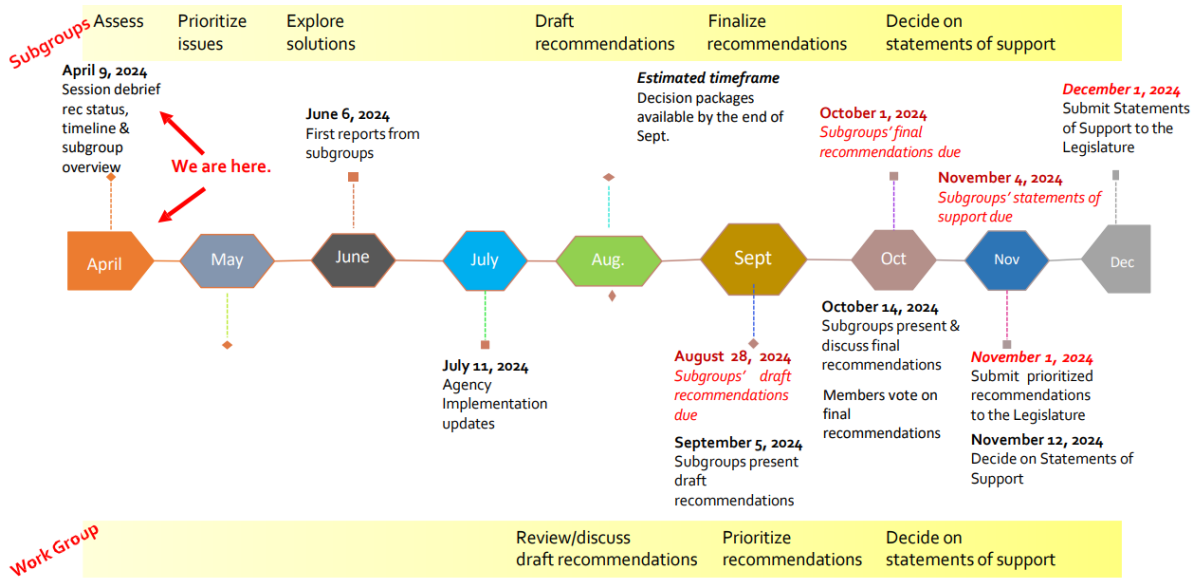 Subgroups
Assess
Prioritize
issues
Explore
solutions
Draft
recommendations
Finalize
recommendations
Decide on
statements of support
April 9, 2024
Session debrief
rec status,
timeline &
subgroup
overview
We are here.
June 6, 2024
First reports from
subgroups
Estimated timeframe
Decision packages
available by the end of
Sept.
October 1, 2024
Subgroups' final
recommendations due
November 4, 2024
Subgroups' statements of
support due
December 1, 2024
Submit Statements
of Support to the
Legislature
April
May
June
July
Aug.
Sept
Oct
Nov
Dec
July 11, 2024
Agency
Implementation
updates
August 28, 2024
Subgroups' draft
recommendations
due
September 5, 2024
Subgroups present
draft
recommendations
October 14, 2024
Subgroups present &
discuss final
recommendations
Members vote on
final
recommendations
November 1, 2024
Submit prioritized
recommendations
to the Legislature
November 12, 2024
Decide on Statements of
Support
Work Group
Review/discuss
draft recommendations
Prioritize
recommendations
Decide on
statements of support